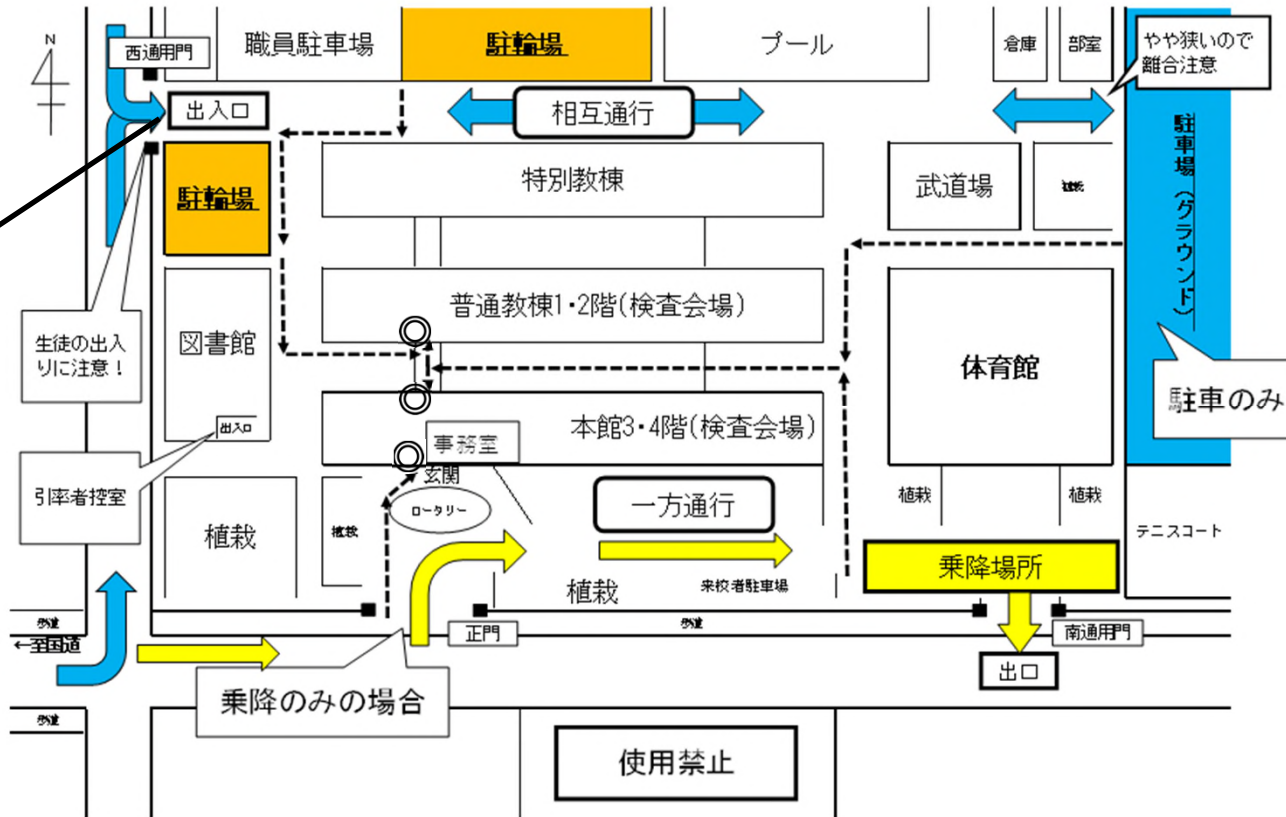 N
西通用門
職員駐車場
駐輪場
プール
倉庫
部室
やや狭いので
離合注意
出入口
相互通行
駐車場(グラウンド)
駐輪場
特別教棟
武道場
生徒の出入
りに注意!
図書館
普通教棟1・2階(検査会場)
体育館
駐車のみ
出入口
本館3・4階(検査会場)
事務室
玄関
引率者控室
ロータリー
一方通行
植栽
植栽
植栽
植栽
テニスコート
乗降場所
植栽
来校者駐車場
歩道
←至国道
正門
歩道
南通用門
出口
乗降のみの場合
歩道
使用禁止